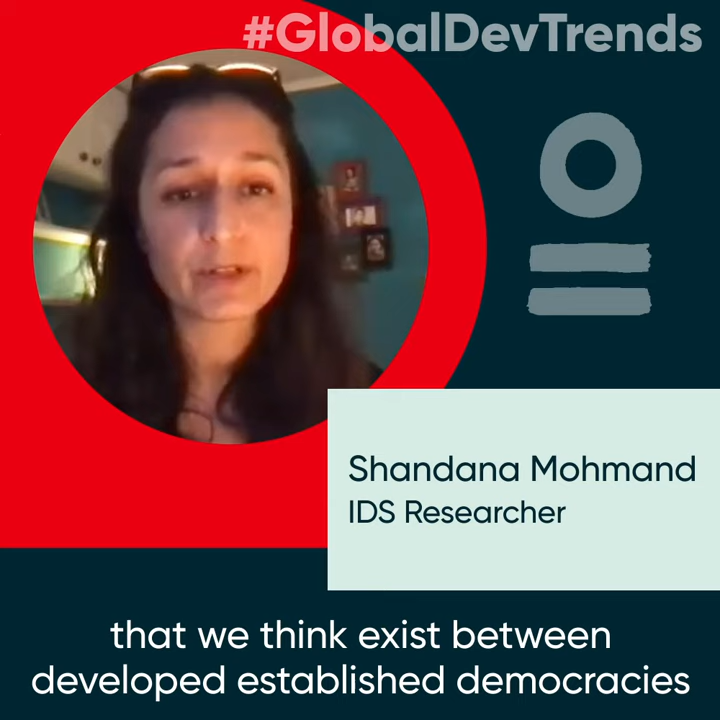 #GlobalDevTrends
Shandana Mohmand
IDS Researcher
that we think exist between
developed established democracies